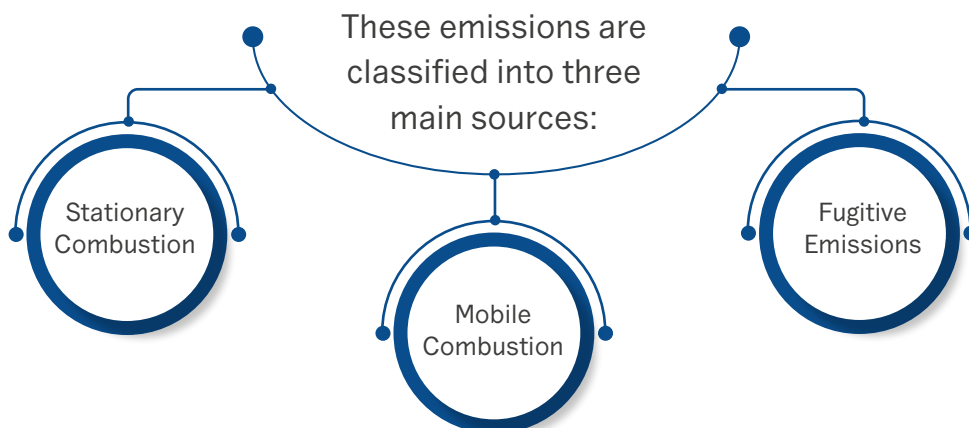 These emissions are
classified into three
main sources:
Stationary
Combustion
Mobile
Combustion
Fugitive
Emissions